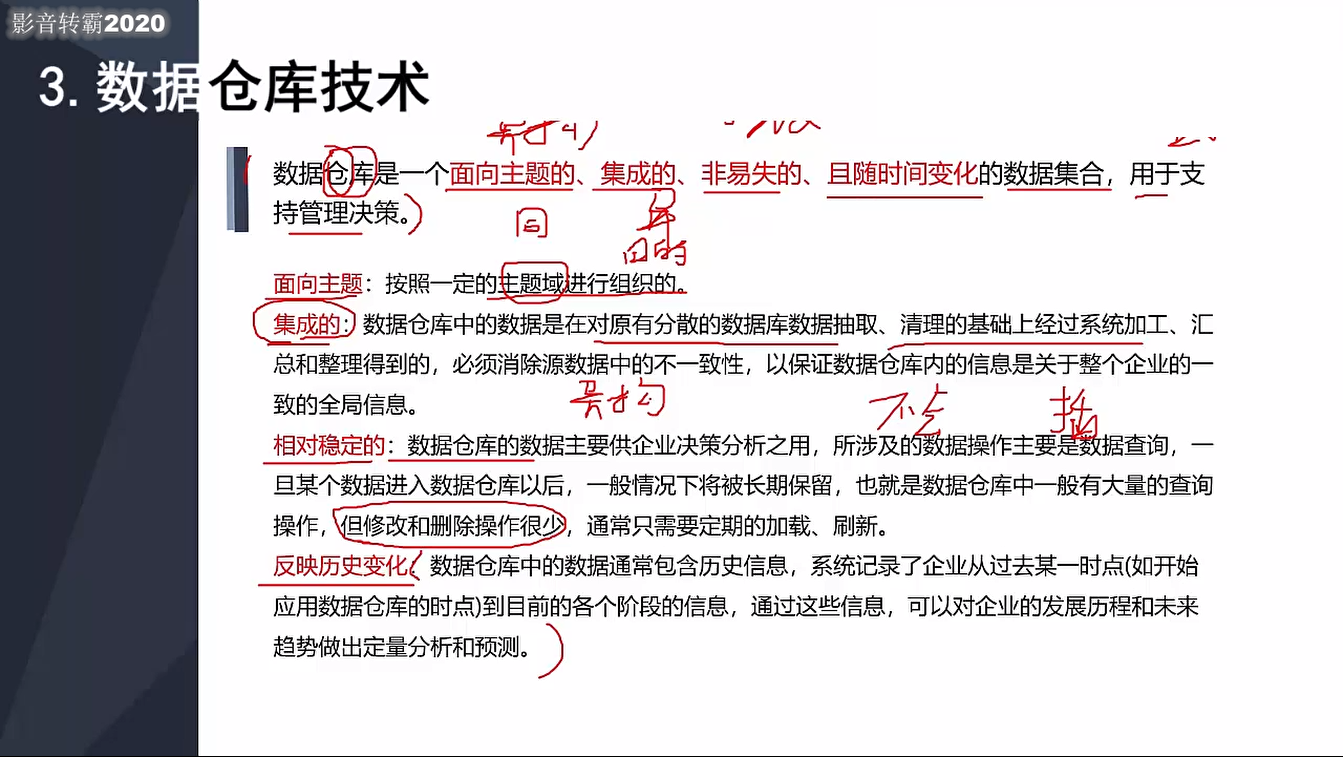 影音转霸2020
3. 数据仓库技术
数据仓库是一个面向主题的、集成的、非易失的、且随时间变化的数据集合，用于支
持管理决策。
面向主题：按照一定的主题域进行组织的。
集成的：数据仓库中的数据是在对原有分散的数据库数据抽取、清理的基础上经过系统加工、汇
总和整理得到的，必须消除源数据中的不一致性，以保证数据仓库内的信息是关于整个企业的一
致的全局信息。
异构
相对稳定的：数据仓库的数据主要供企业决策分析之用，所涉及的数据操作主要是数据查询，一
旦某个数据进入数据仓库以后，一般情况下将被长期保留，也就是数据仓库中一般有大量的查询
操作，但修改和删除操作很少，通常只需要定期的加载、刷新。
反映历史变化：数据仓库中的数据通常包含历史信息，系统记录了企业从过去某一时点(如开始
应用数据仓库的时点)到目前的各个阶段的信息，通过这些信息，可以对企业的发展历程和未来
趋势做出定量分析和预测。